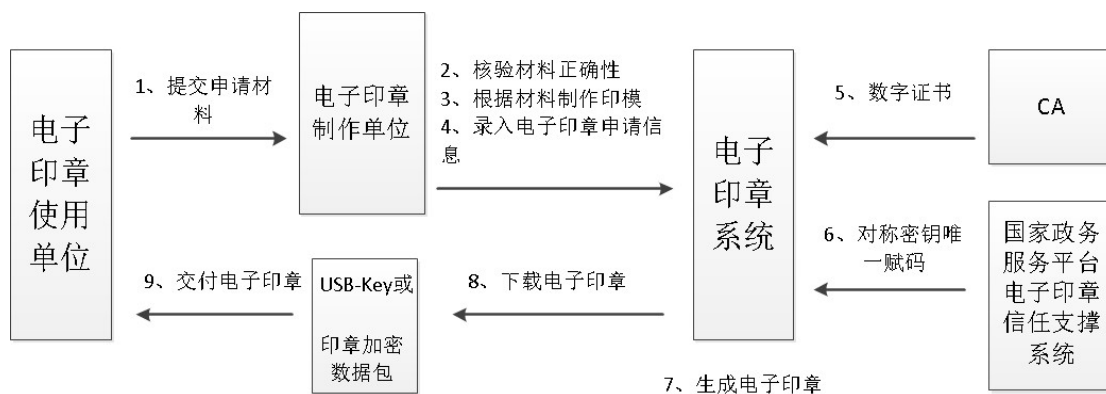 电子
印章
使用
单位
1、提交申请材
料
电子印章
制作单位
2、核验材料正确性
3、根据材料制作印模
4、录入电子印章申请信
息
电子
印章
系统
5、数字证书
CA
6、对称密钥唯
一赋码
国家政务
服务平台
电子印章
信任支撑
系统
7、生成电子印章
8、下载电子印章
USB-Key或
印章加密
数据包
9、交付电子印章